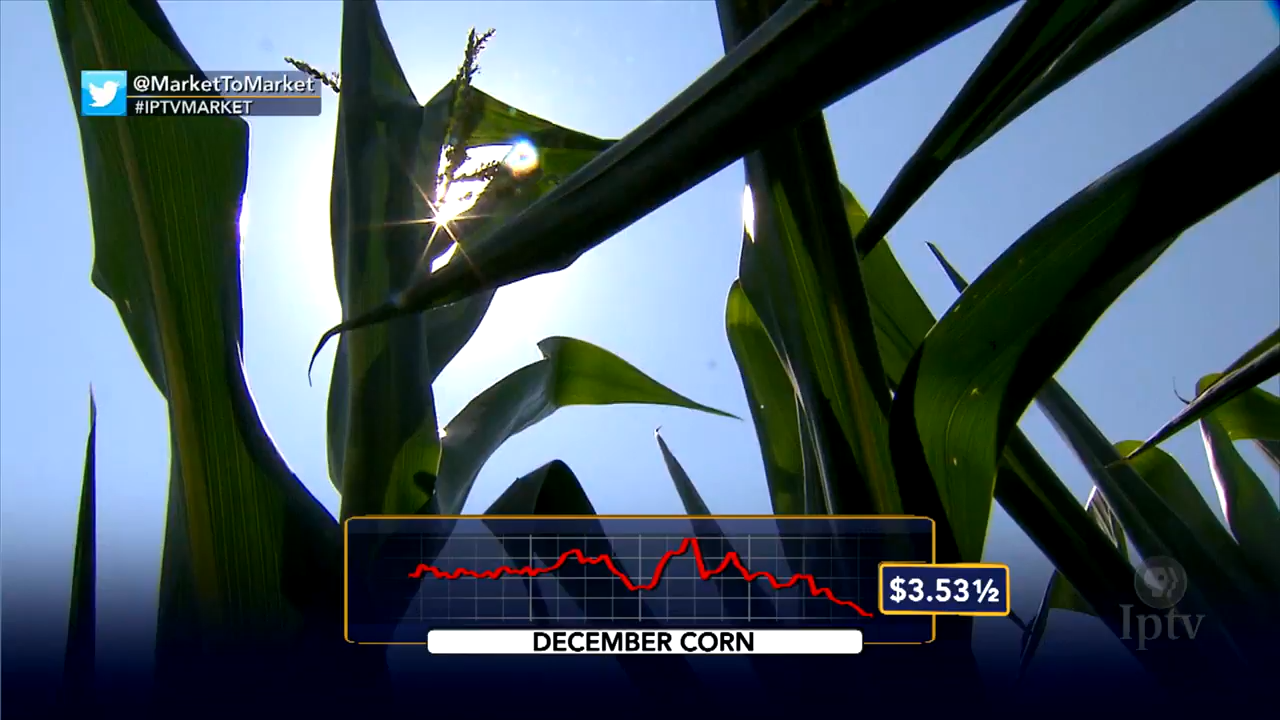 @MarketToMarket
#IPTVMARKET
$3.53½
DECEMBER CORN
Iptv